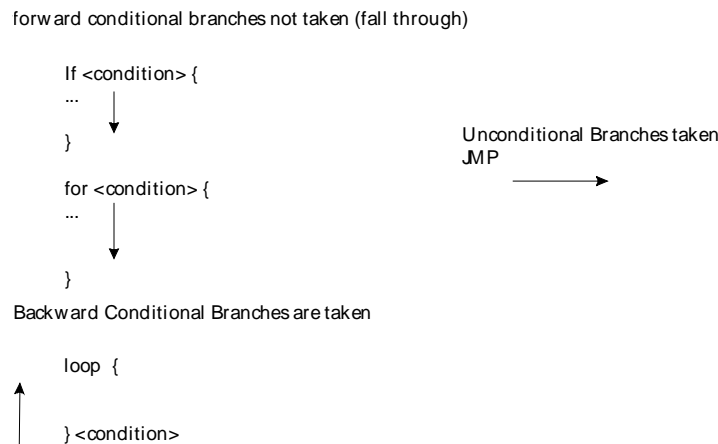 forward conditional branches not taken (fall through)
If <condition> {
...
}
for <condition> {
...
}
Unconditional Branches taken
JMP
Backward Conditional Branches are taken
loop {
} <condition>